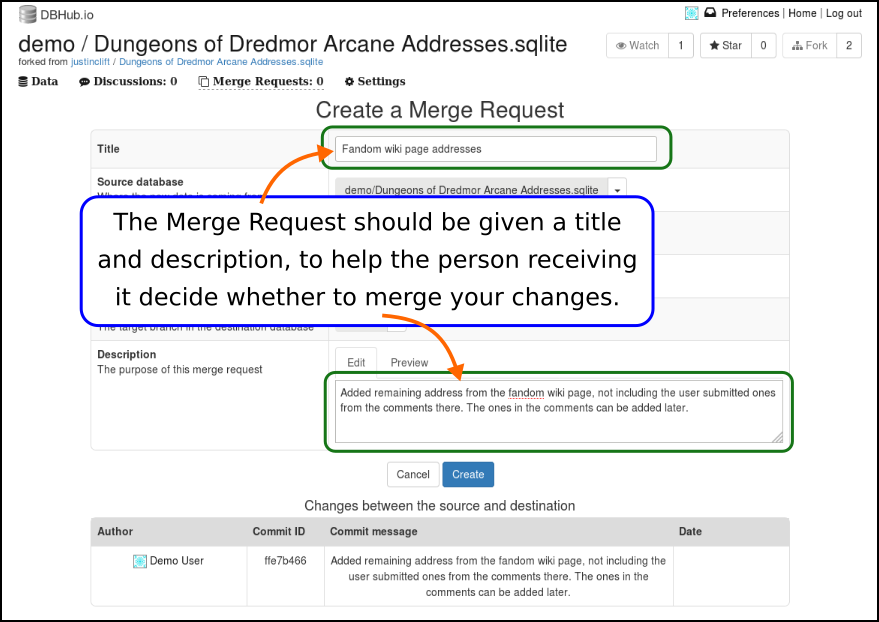 DBHub.io
Preferences | Home | Log out
demo / Dungeons of Dredmor Arcane Addresses.sqlite
Watch 1 Star 0 Fork 2
forked from justinclift / Dungeons of Dredmor Arcane Addresses.sqlite
Data Discussions: 0 Merge Requests: 0 Settings
Create a Merge Request
Title
Fandom wiki page addresses
Source database
demo/Dungeons of Dredmor Arcane Addresses.sqlite
The Merge Request should be given a title
and description, to help the person receiving
it decide whether to merge your changes.
The target branch in the destination database
Description
The purpose of this merge request
Edit Preview
Added remaining address from the fandom wiki page, not including the user submitted ones
from the comments there. The ones in the comments can be added later.
Cancel Create
Changes between the source and destination
Author Commit ID Commit message Date
Demo User ffe7b466 Added remaining address from the fandom wiki page, not including the
user submitted ones from the comments there. The ones in the
comments can be added later.